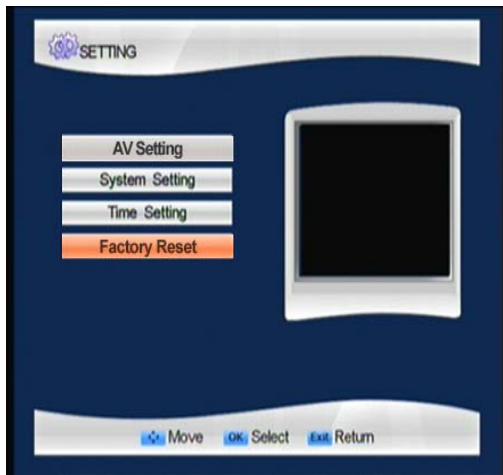 SETTING
AV Setting
System Setting
Time Setting
Factory Reset
Move OK Select Exit Return